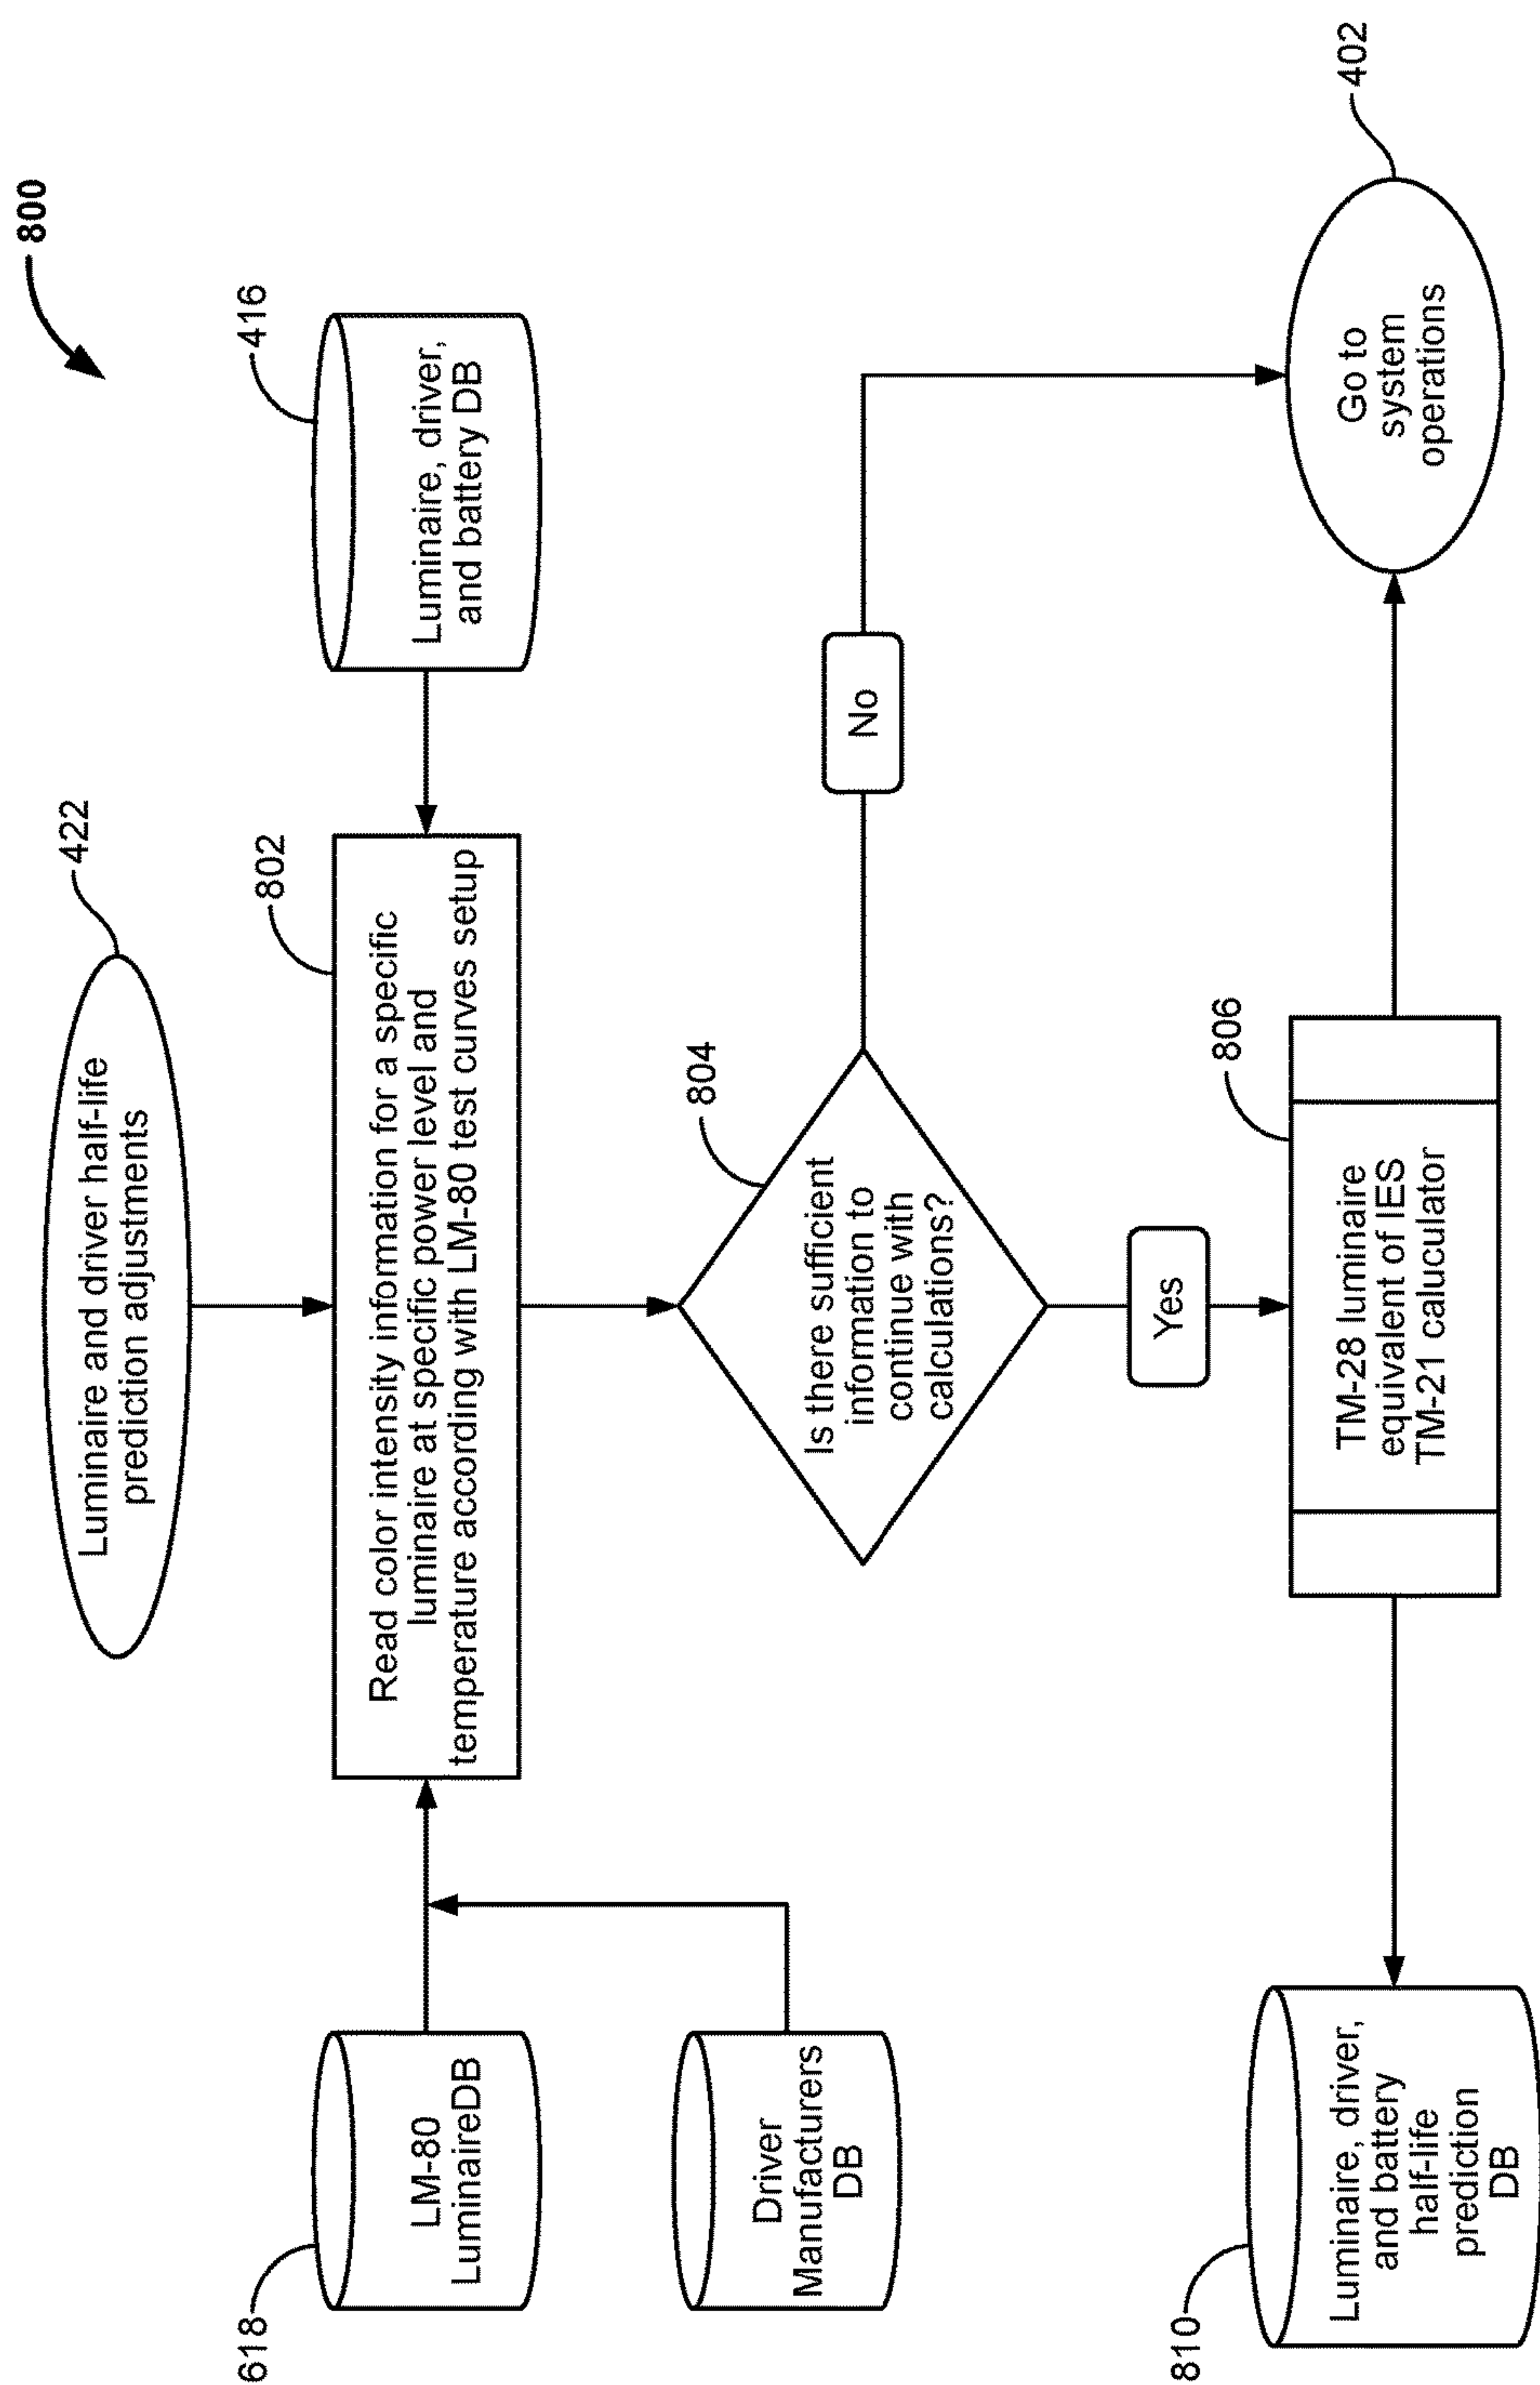 800
422
Luminaire and driver half-life
prediction adjustments
802
416
Read color intensity information for a specific
luminaire at specific power level and
temperature according with LM-80 test curves setup
Luminaire, driver,
and battery DB
618
LM-80
LuminaireDB
Driver
Manufacturers
DB
804
Is there sufficient
information to
continue with
calculations?
No
Yes
806
TM-28 luminaire
equivalent of IES
TM-21 caluculator
810
Luminaire, driver,
and battery
half-life
prediction
DB
402
Go to
system
operations